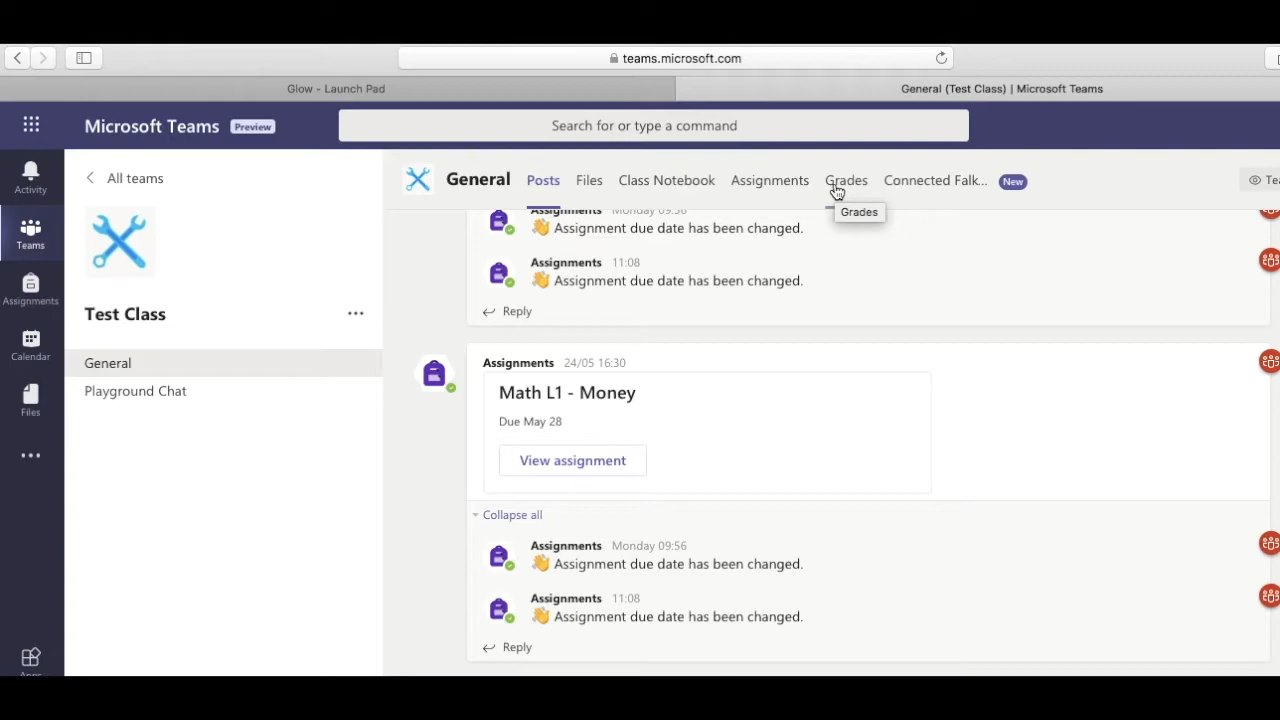 teams.microsoft.com
Glow - Launch Pad
General (Test Class) | Microsoft Teams
Microsoft Teams Preview
Search for or type a command
Activity
Teams
Assignments
Calendar
Files
All teams
Test Class
General
Playground Chat
General Posts Files Class Notebook Assignments Grades Connected Falk... New
Grades
Assignments Monday 09:56
👋 Assignment due date has been changed.
Assignments 11:08
👋 Assignment due date has been changed.
Reply
Assignments 24/05 16:30
Math L1 - Money
Due May 28
View assignment
Collapse all
Assignments Monday 09:56
👋 Assignment due date has been changed.
Assignments 11:08
👋 Assignment due date has been changed.
Reply